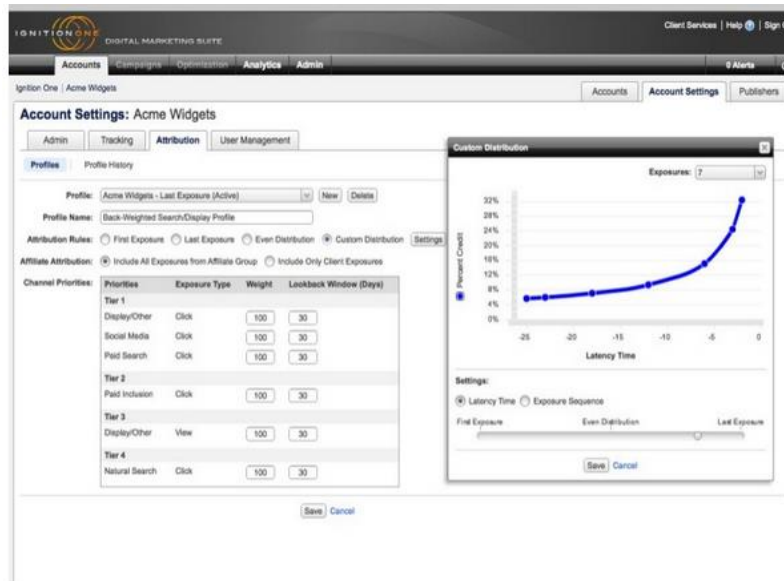 IGNITIONONE DIGITAL MARKETING SUITE
Client Services | Help | Sign
Accounts Campaigns Optimization Analytics Admin
0 Alerts
Ignition One | Acme Widgets
Accounts Account Settings Publishers
Account Settings: Acme Widgets
Admin Tracking Attribution User Management
Profiles Profile History
Profile: Acme Widgets - Last Exposure (Active) New Delete
Profile Name: Back-Weighted Search/Display Profile
Attribution Rules: First Exposure Last Exposure Even Distribution Custom Distribution Settings
Affiliate Attribution: Include All Exposures from Affiliate Group Include Only Client Exposures
Channel Priorities: Priorities Exposure Type Weight Lookback Window (Days)
Tier 1
Display/Other Click 100 30
Social Media Click 100 30
Paid Search Click 100 30
Tier 2
Paid Inclusion Click 100 30
Tier 3
Display/Other View 100 30
Tier 4
Natural Search Click 100 30
Save Cancel
Custom Distribution
Exposures: 7
Percent Credit
32%
28%
24%
20%
16%
12%
8%
4%
0%
-25 -20 -15 -10 -5 0
Latency Time
Settings:
Latency Time Exposure Sequence
First Exposure Even Distribution Last Exposure
Save Cancel